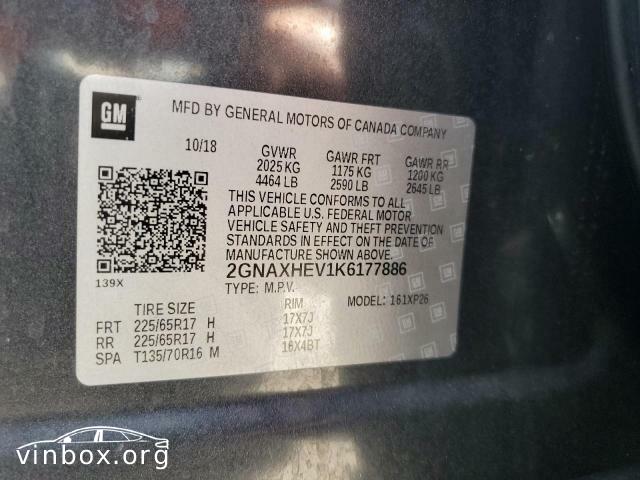 GM
MFD BY GENERAL MOTORS OF CANADA COMPANY
10/18 GVWR GAWR FRT GAWR RR
2025 KG 1175 KG 1200 KG
4464 LB 2590 LB 2645 LB
THIS VEHICLE CONFORMS TO ALL
APPLICABLE U.S. FEDERAL MOTOR
VEHICLE SAFETY AND THEFT PREVENTION
STANDARDS IN EFFECT ON THE DATE OF
MANUFACTURE SHOWN ABOVE.
2GNAXHEV1K6177886
139X
TYPE: M.P.V. MODEL: 161XP26
TIRE SIZE RIM
FRT 225/65R17 H 17X7J
RR 225/65R17 H 17X7J
SPA T135/70R16 M 16X4BT
vinbox.org